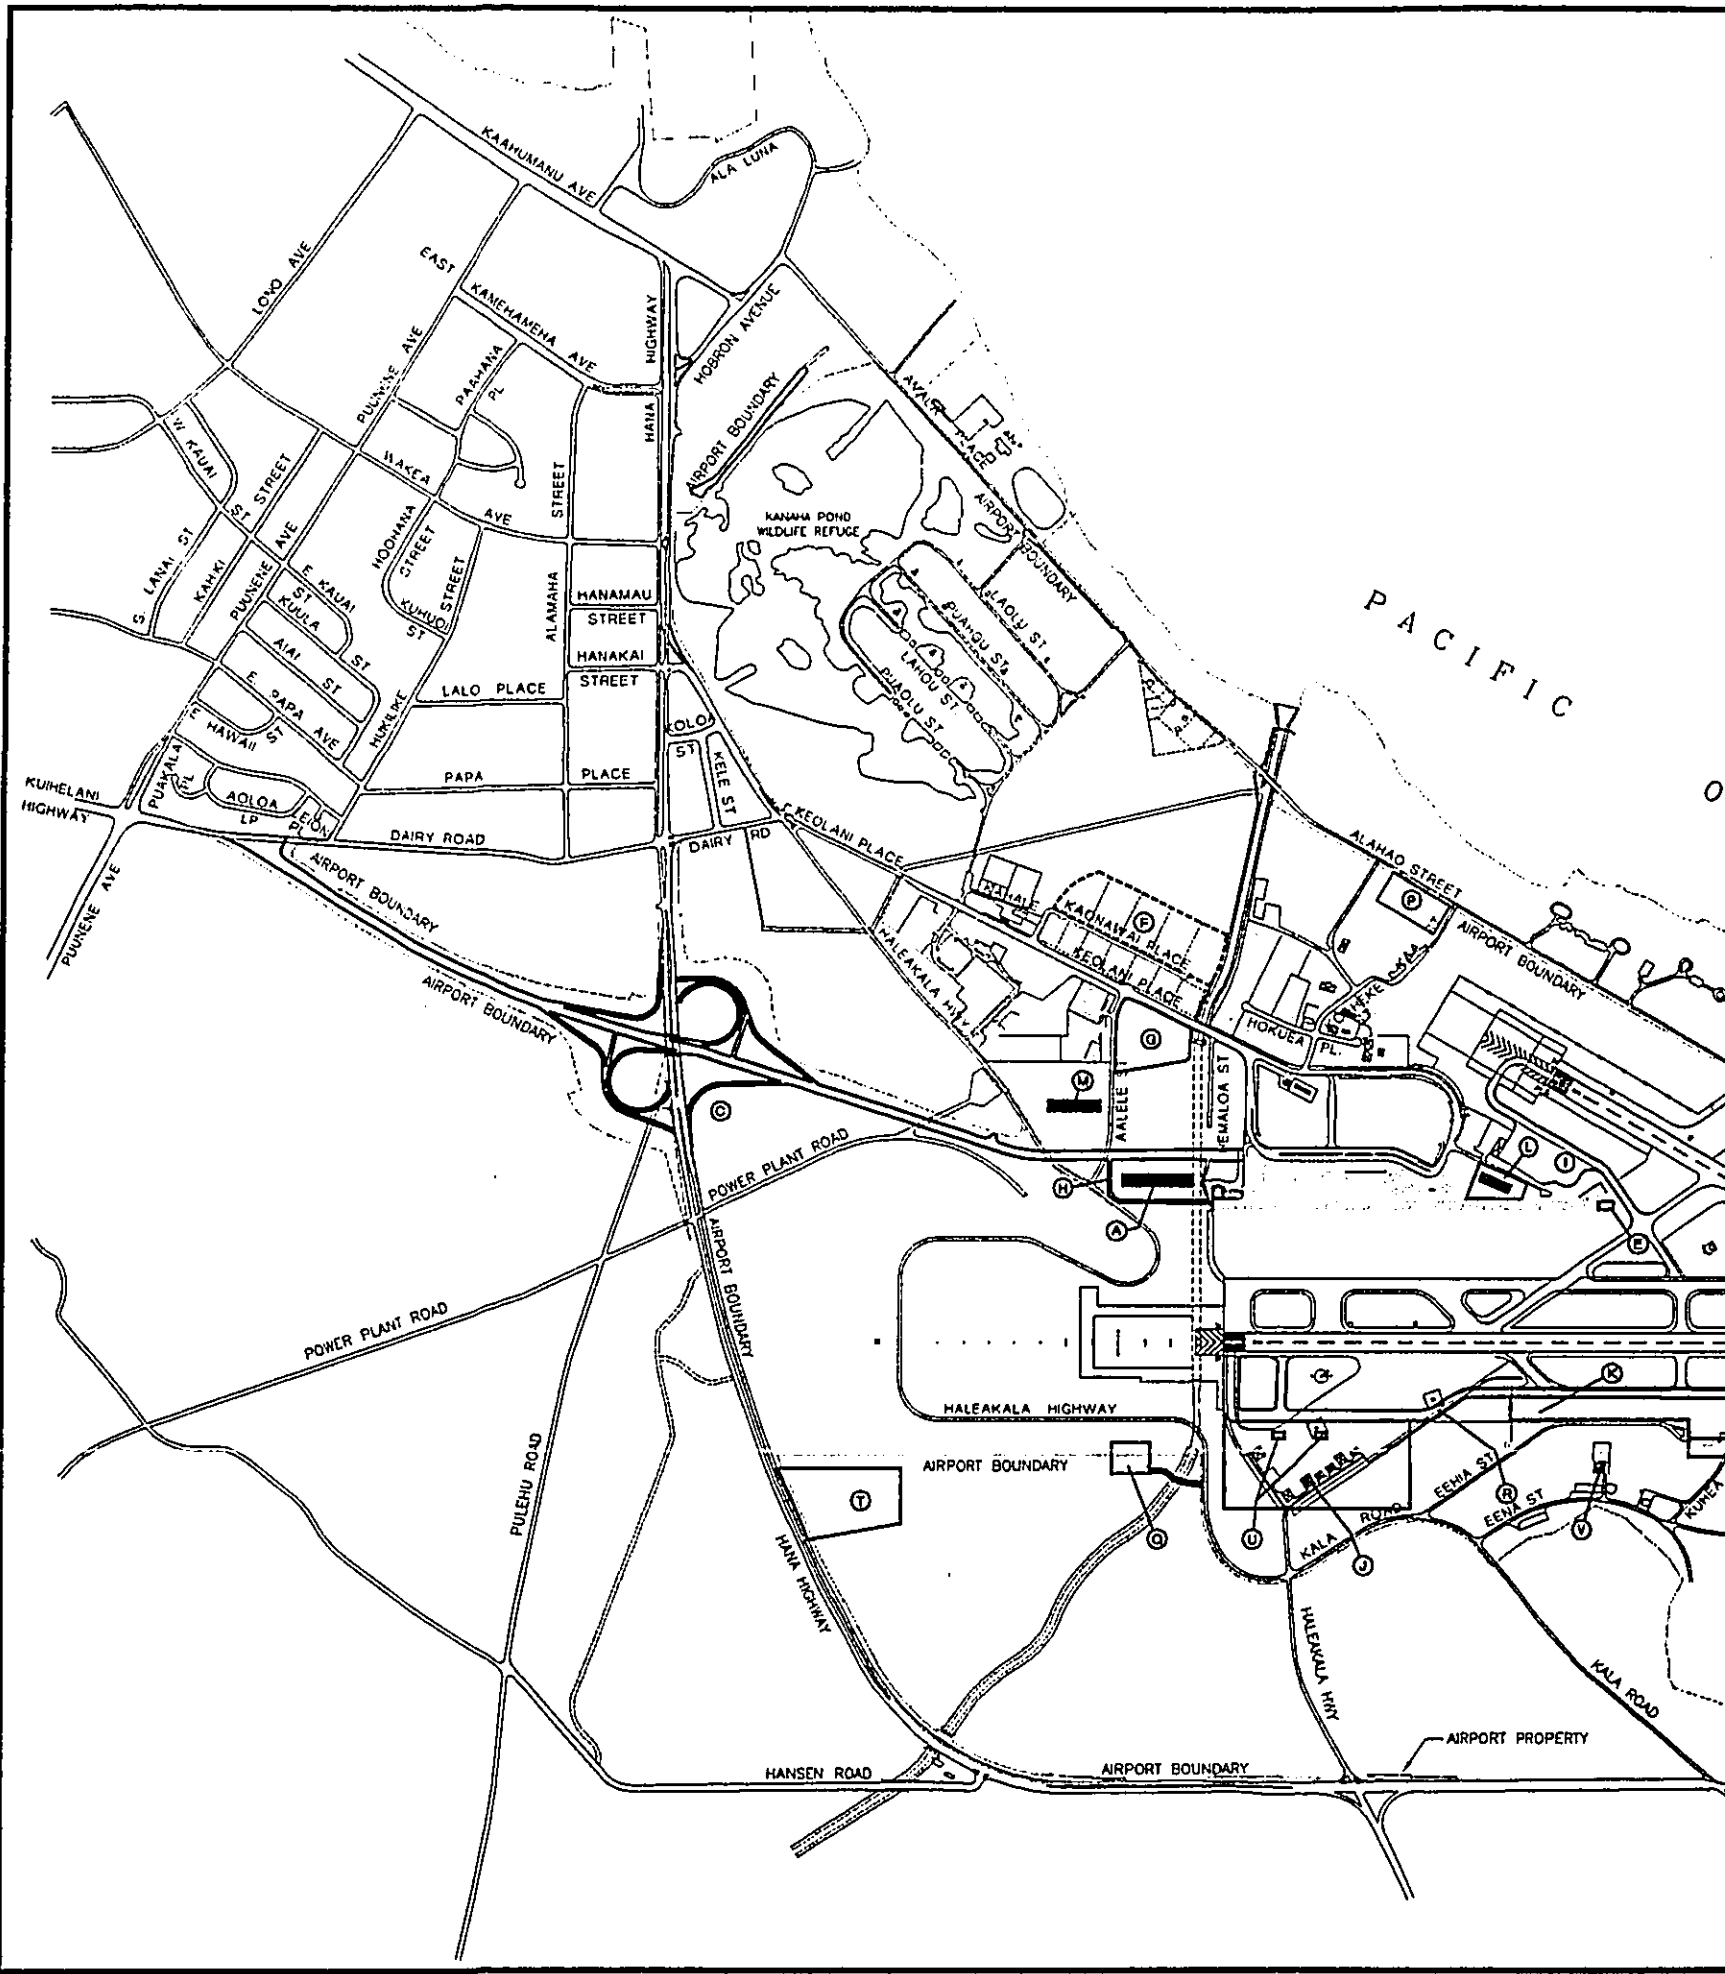 KAAHUMANU AVE
ALA LUNA
LONO AVE
EAST
KAMEHAMEHA AVE
HIGHWAY
HOBRON AVENUE
PUUNENE AVE
PAAHANA
PL
HANA
AIRPORT BOUNDARY
PLACE
W KAUAI
ST
STREET
WAKEA
AVE
STREET
KANAHA POND
WILDLIFE REFUGE
AIRPORT BOUNDARY
S LANAI ST
KAHIKI
PUUNENE AVE
HOOHANA
STREET
STREET
E KAUAI
ST
KUULA
ST
KUHUOI
ST
ALAMAHA
HANAMAU
STREET
HANAKAI
STREET
LAOLU ST
LAHOU ST
PUAOLU ST
PACIFIC
O
AIAI
ST
E PAPA AVE
E HAWAII
ST
HUKILIKE
LALO PLACE
KOLOA
ST
KELE ST
PAPA
PLACE
KUIHELANI
HIGHWAY
PUAKALA
PL
AOLOA
LP
PL
DAIRY ROAD
DAIRY RD
KEOLANI PLACE
ALAHAO STREET
P
AIRPORT BOUNDARY
PUUNENE AVE
AIRPORT BOUNDARY
AIRPORT BOUNDARY
KAONAWAI PLACE
F
KEOLANI PLACE
HALEAKALA HWY
HOKUEA
PL.
G
M
C
AALELE ST
L
I
POWER PLANT ROAD
H
A
E
AIRPORT BOUNDARY
POWER PLANT ROAD
K
HALEAKALA HIGHWAY
AIRPORT BOUNDARY
PULEHU ROAD
T
EEHIA ST
R
KALA ROAD
U
J
V
HANA HIGHWAY
HALEAKALA HWY
KALA ROAD
AIRPORT PROPERTY
HANSEN ROAD
AIRPORT BOUNDARY